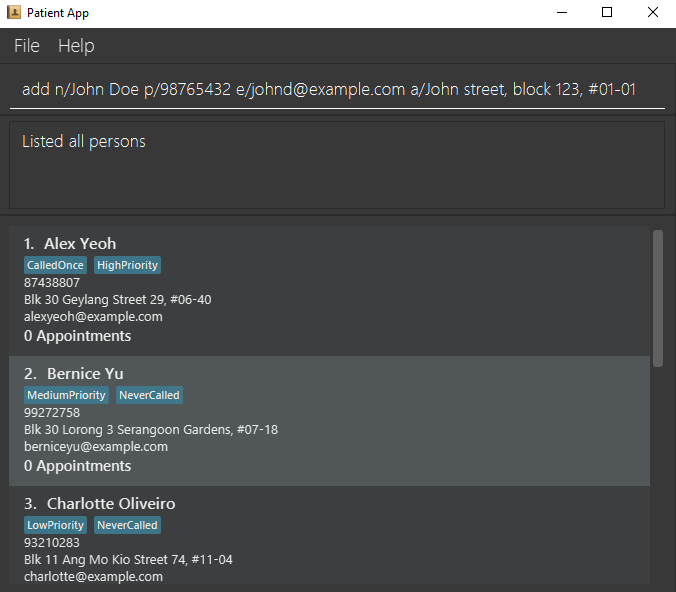 Patient App
File Help
add n/John Doe p/98765432 e/johnd@example.com a/John street, block 123, #01-01
Listed all persons
1. Alex Yeoh
CalledOnce HighPriority
87438807
Blk 30 Geylang Street 29, #06-40
alexyeoh@example.com
0 Appointments
2. Bernice Yu
MediumPriority NeverCalled
99272758
Blk 30 Lorong 3 Serangoon Gardens, #07-18
berniceyu@example.com
0 Appointments
3. Charlotte Oliveiro
LowPriority NeverCalled
93210283
Blk 11 Ang Mo Kio Street 74, #11-04
charlotte@example.com